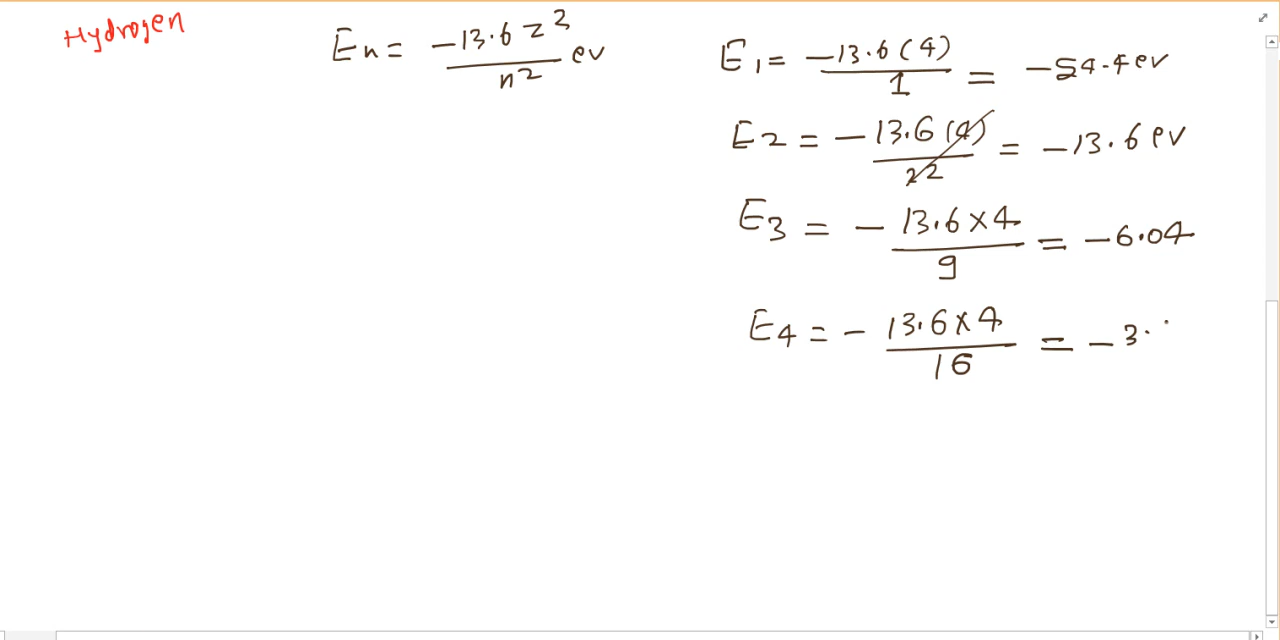 Hydrogen
En = -13.6 z² / n² ev
E1 = -13.6 (4) / 1 = -54.4 ev
E2 = -13.6 (4) / 2² = -13.6 ev
E3 = - 13.6 x 4 / 9 = -6.04
E4 = - 13.6 x 4 / 16 = -3.